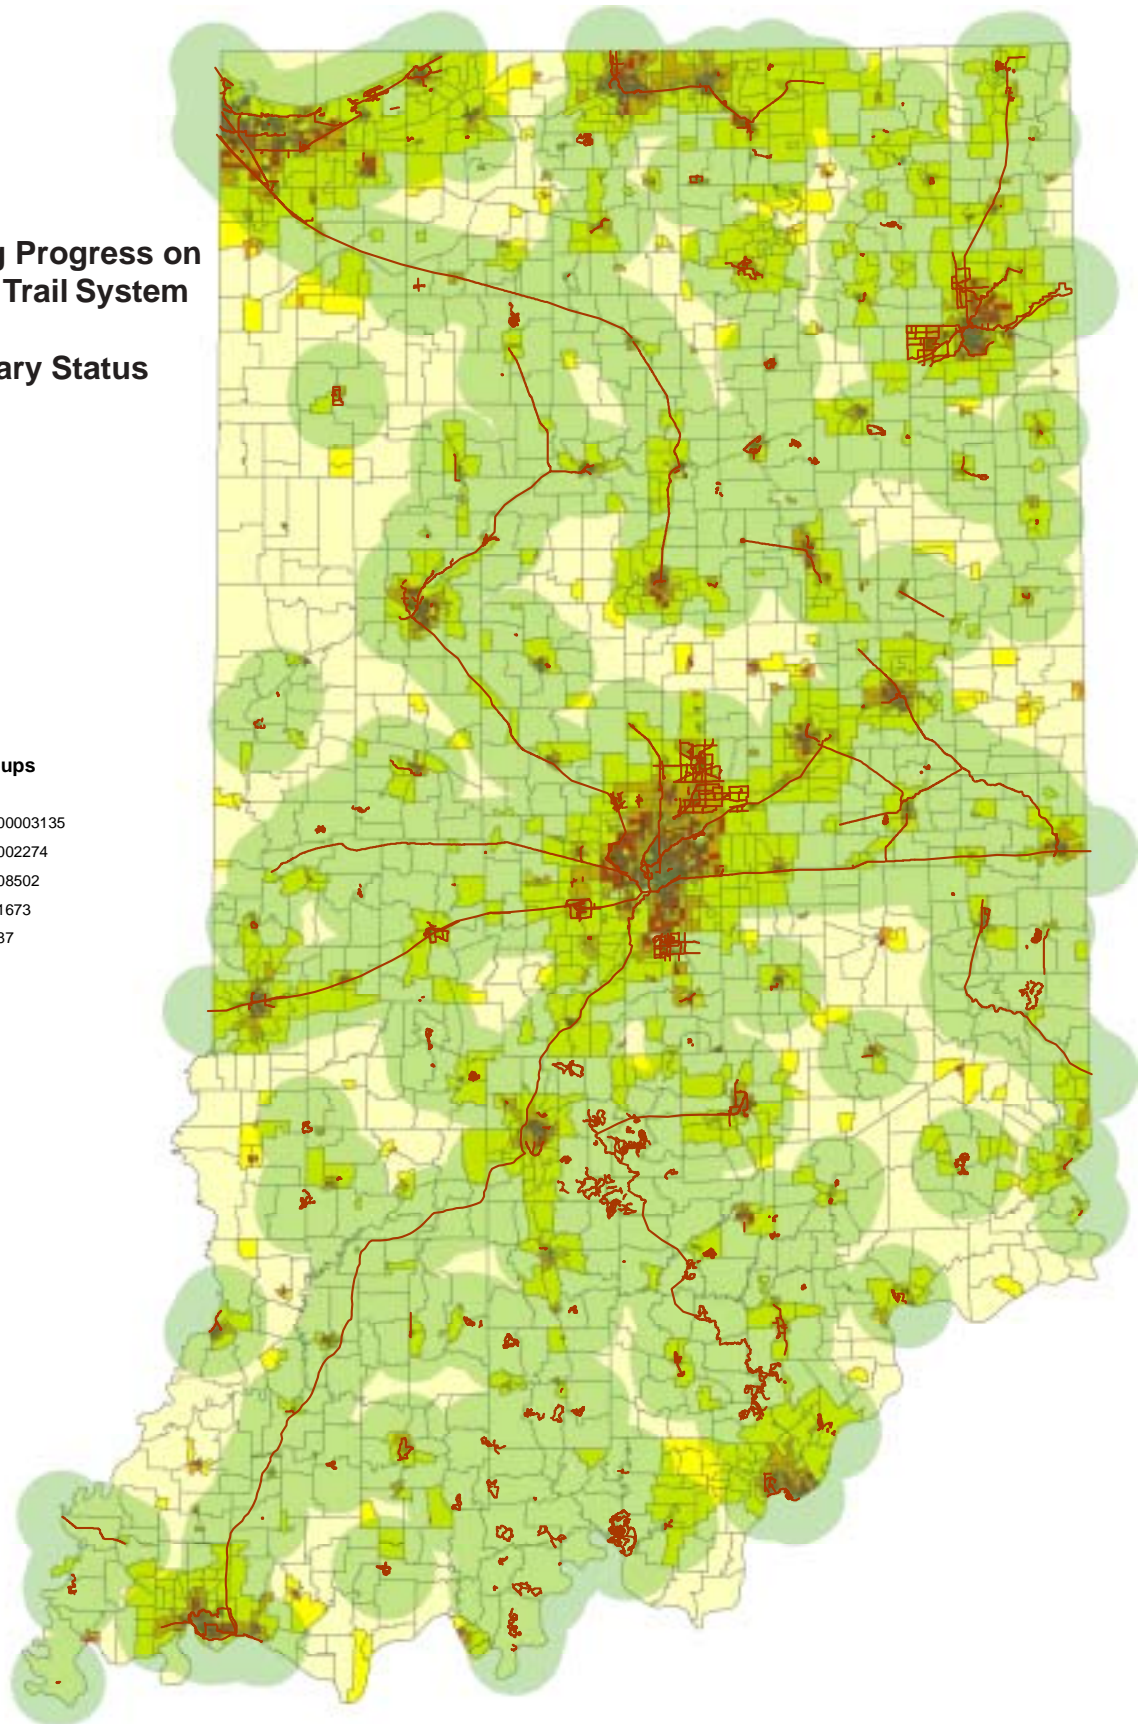 g Progress on
Trail System
ary Status
ups
00003135
002274
08502
1673
37